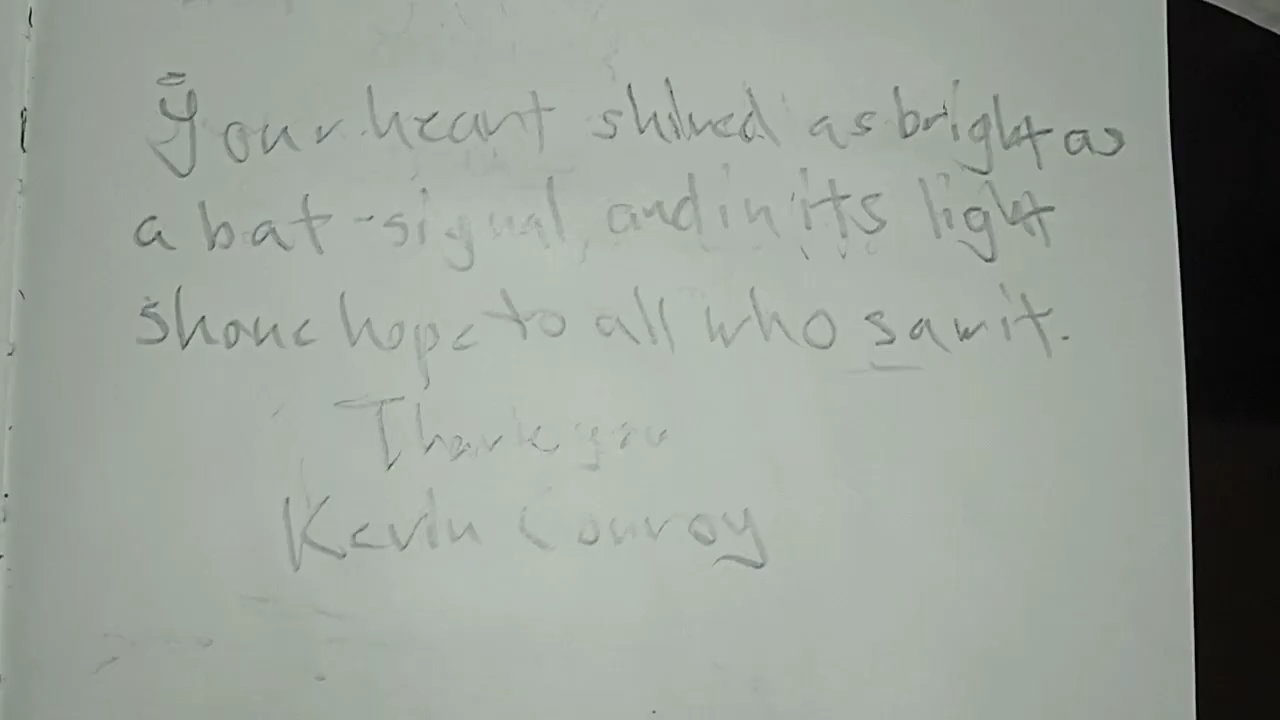 Your heart shined as bright as
a bat-signal, and in its light
shone hope to all who saw it.
Thank you
Kevin Conroy